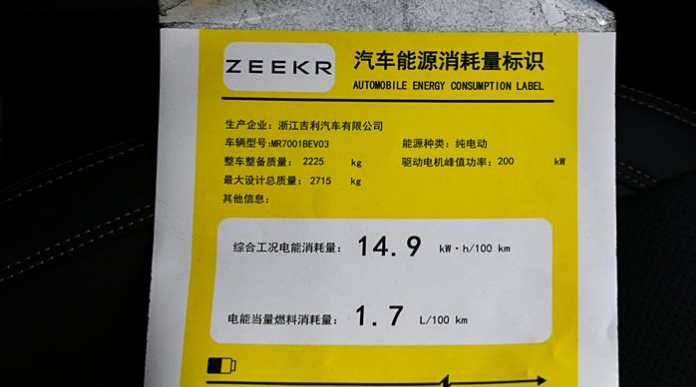 ZEEKR
汽车能源消耗量标识
AUTOMOBILE ENERGY CONSUMPTION LABEL
生产企业：浙江吉利汽车有限公司
车辆型号：MR7001BEV03 能源种类：纯电动
整车整备质量：2225 kg 驱动电机峰值功率：200 kW
最大设计总质量：2715 kg
其他信息：
综合工况电能消耗量：14.9 kW·h/100 km
电能当量燃料消耗量：1.7 L/100 km